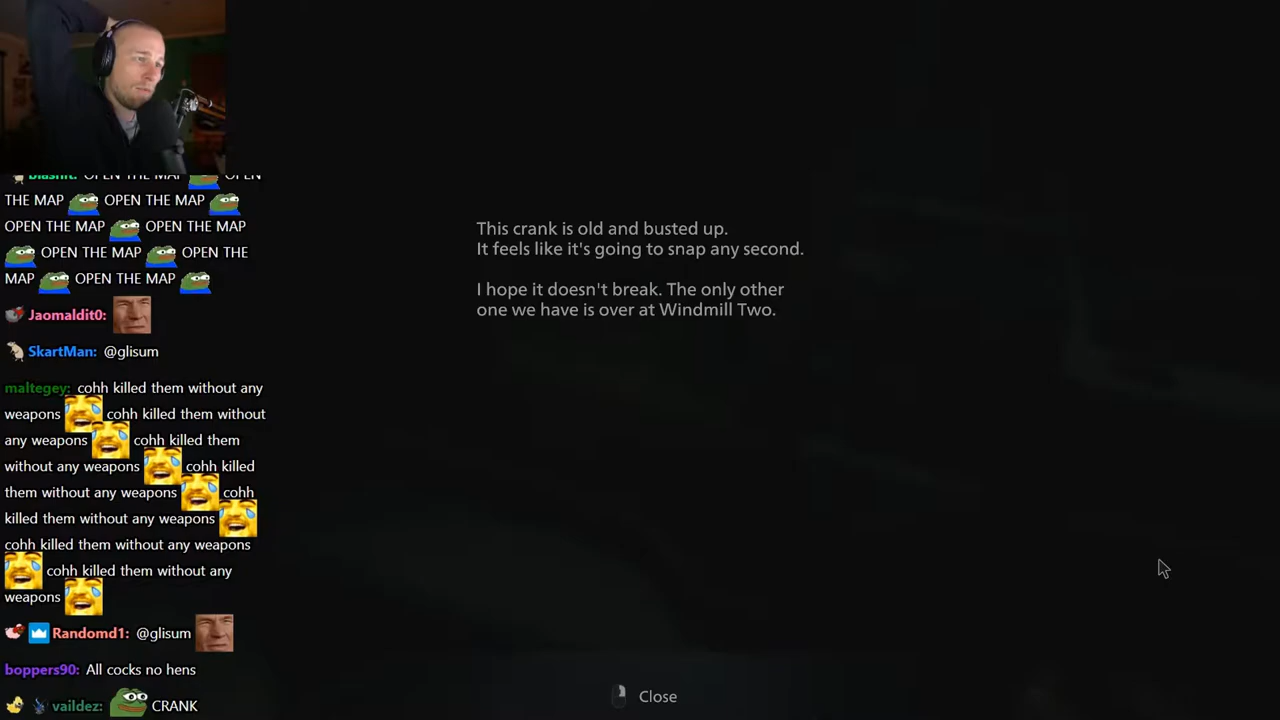 blashit: OPEN THE MAP OPEN
THE MAP OPEN THE MAP
OPEN THE MAP OPEN THE MAP
OPEN THE MAP OPEN THE
MAP OPEN THE MAP
Jaomaldit0:
SkartMan: @glisum
maltegey: cohh killed them without any
weapons cohh killed them without
any weapons cohh killed them
without any weapons cohh killed
them without any weapons cohh
killed them without any weapons
cohh killed them without any weapons
cohh killed them without any
weapons
Randomd1: @glisum
boppers90: All cocks no hens
vaildez: CRANK
This crank is old and busted up.
It feels like it's going to snap any second.
I hope it doesn't break. The only other
one we have is over at Windmill Two.
Close